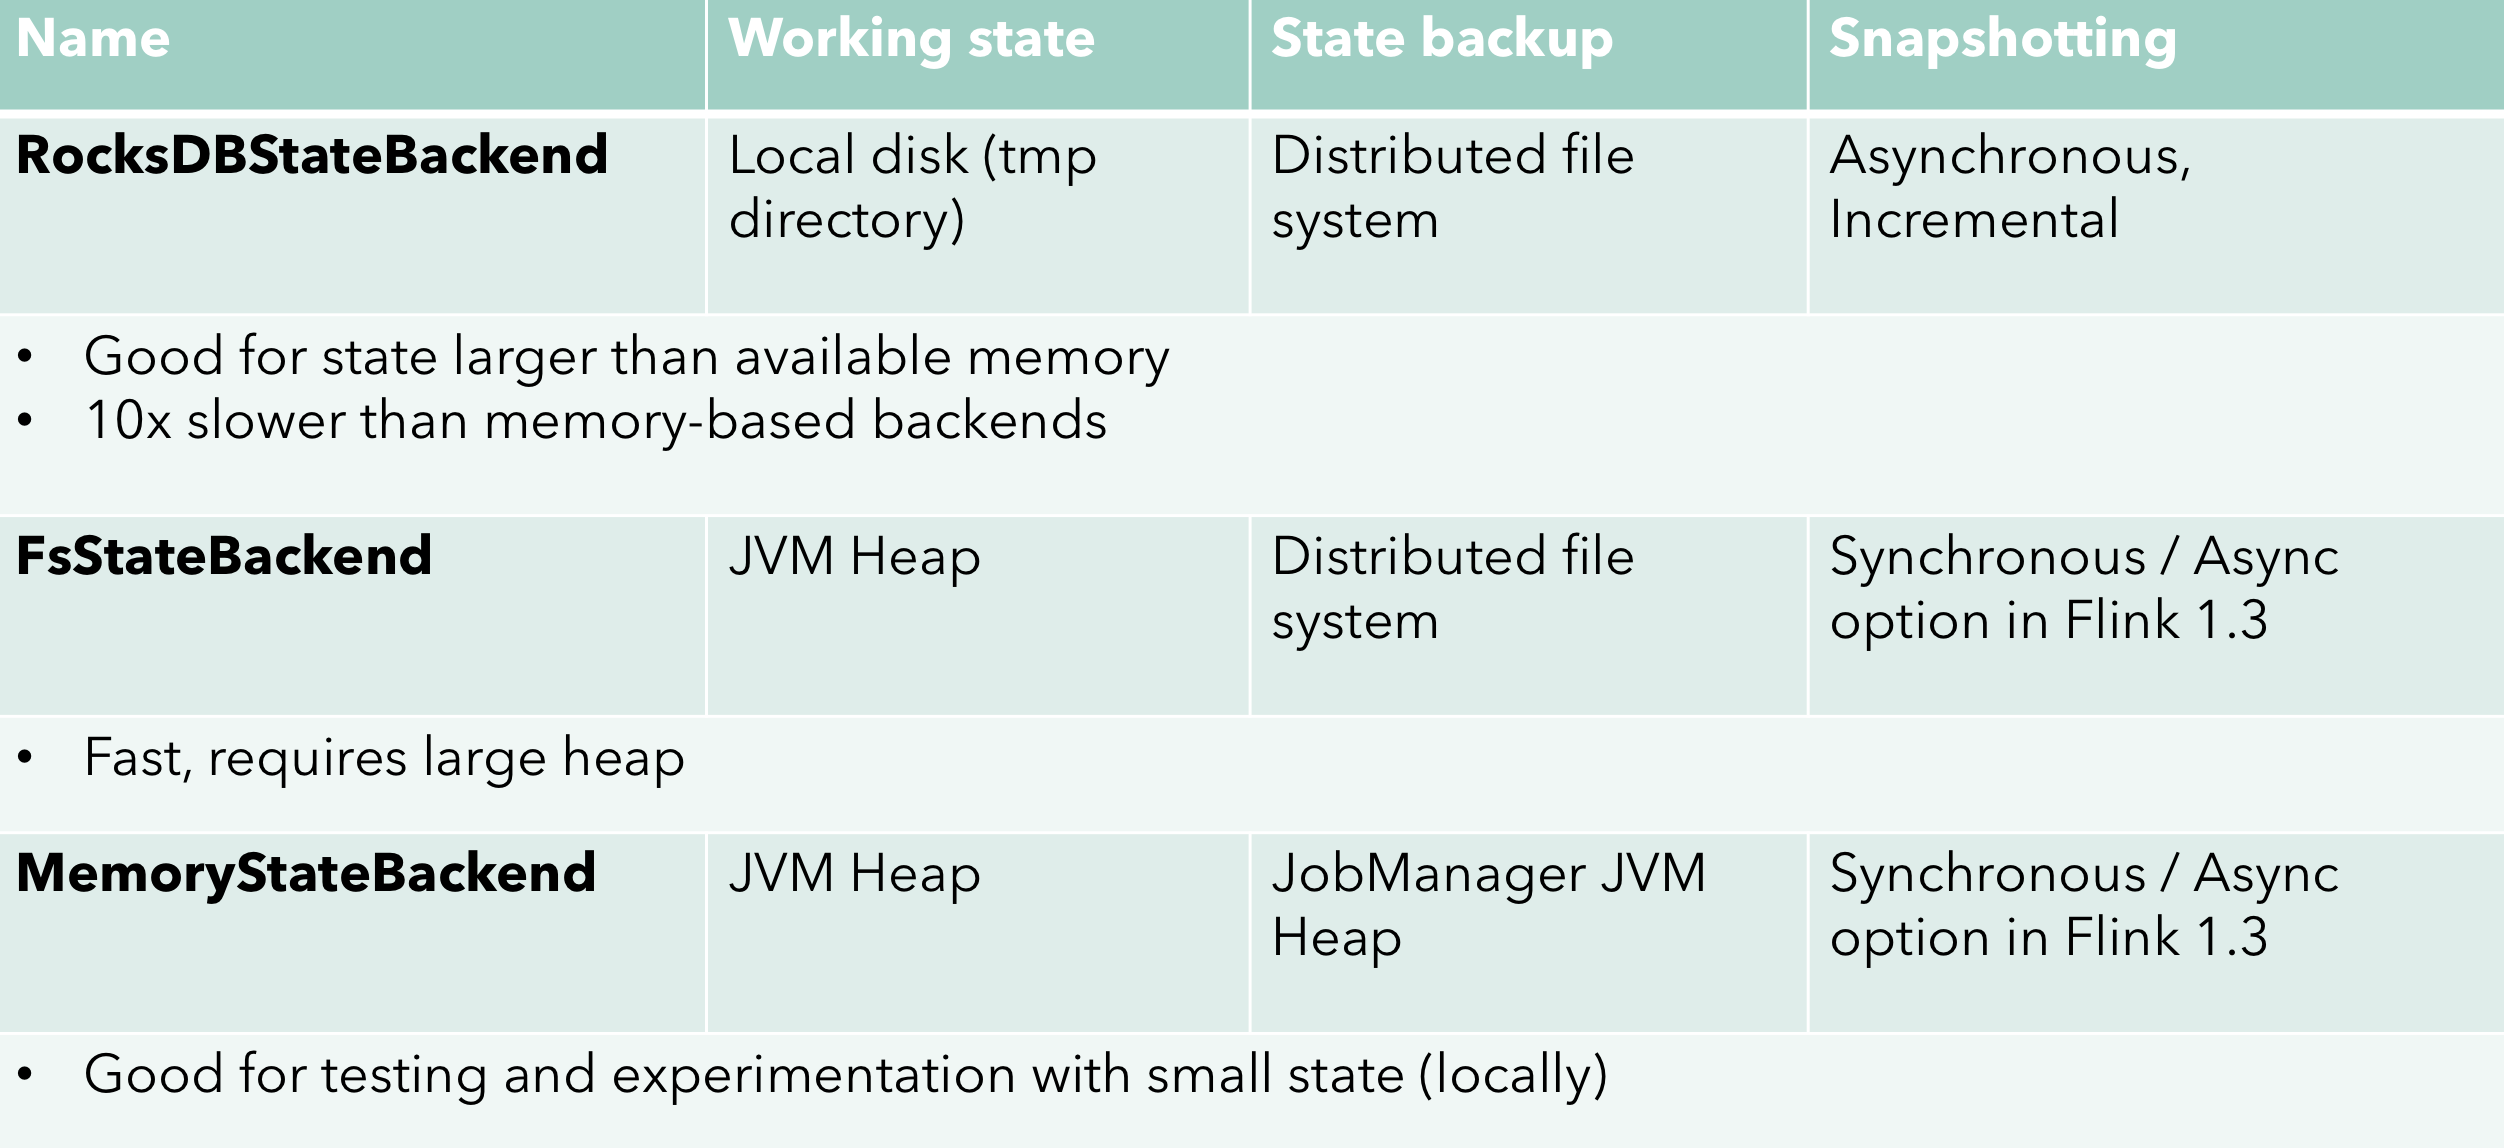 Name
Working state
State backup
Snapshotting
RocksDBStateBackend
Local disk (tmp
directory)
Distributed file
system
Asynchronous,
Incremental
• Good for state larger than available memory
• 10x slower than memory-based backends
FsStateBackend
JVM Heap
Distributed file
system
Synchronous / Async
option in Flink 1.3
• Fast, requires large heap
MemoryStateBackend
JVM Heap
JobManager JVM
Heap
Synchronous / Async
option in Flink 1.3
• Good for testing and experimentation with small state (locally)